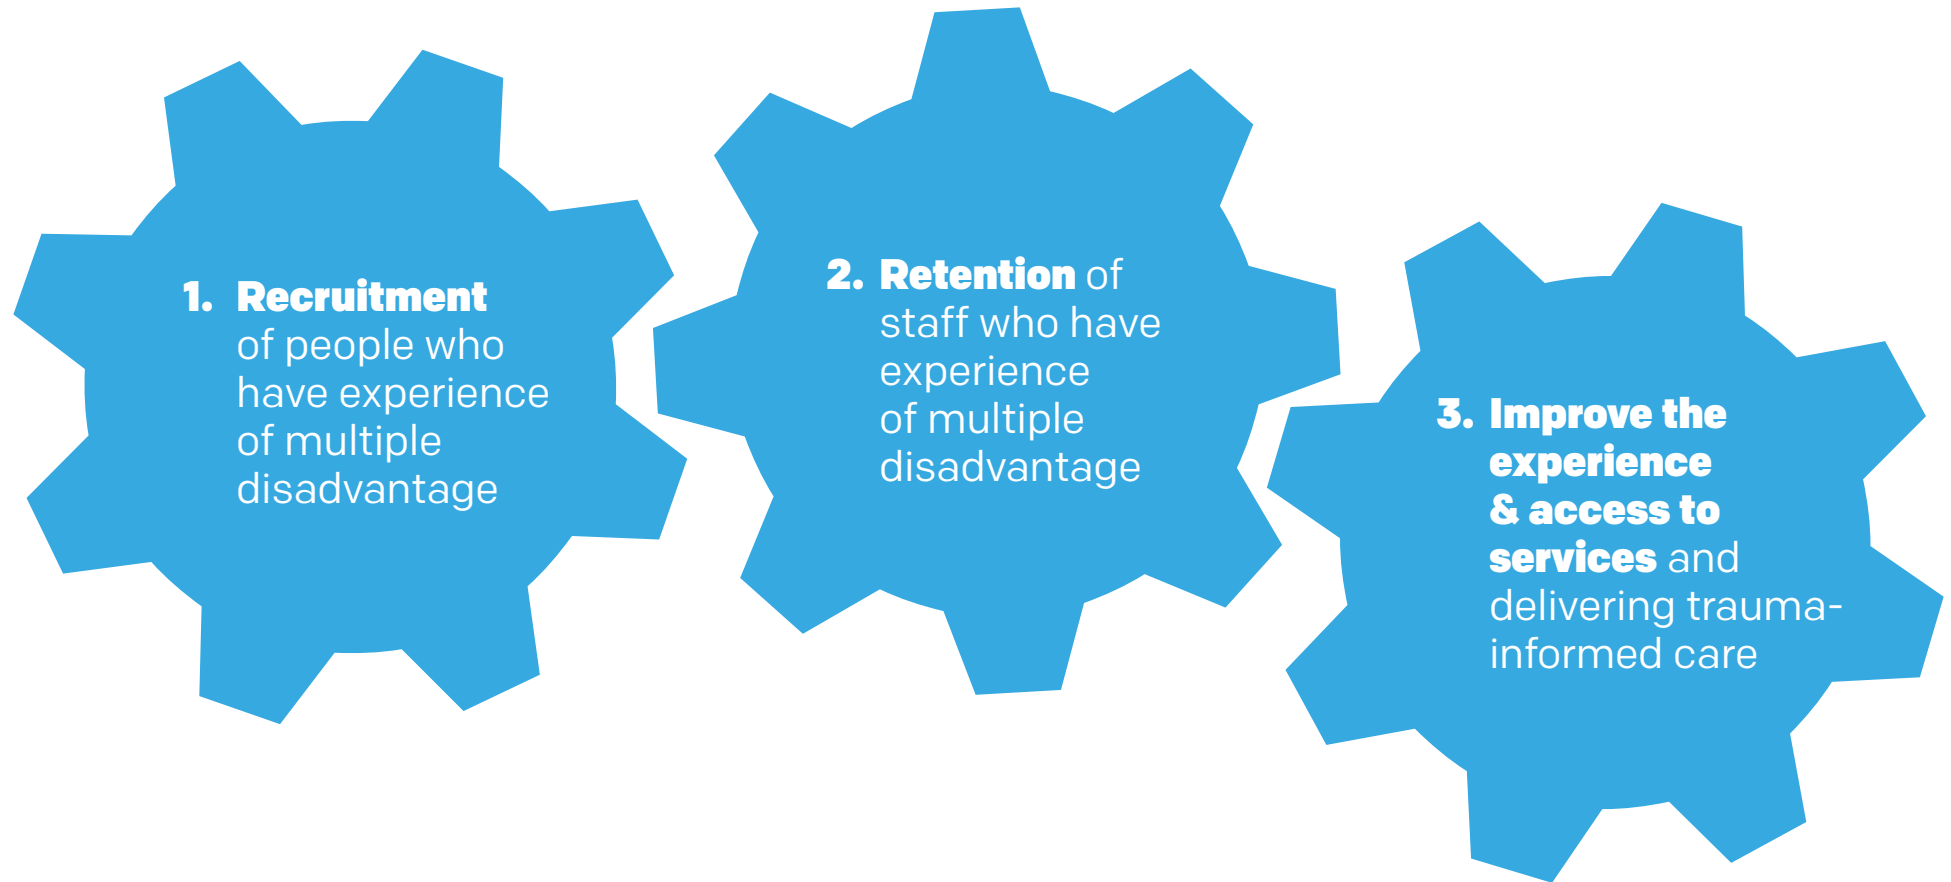 1. Recruitment
of people who
have experience
of multiple
disadvantage
2. Retention of
staff who have
experience
of multiple
disadvantage
3. Improve the
experience
& access to
services and
delivering trauma-
informed care